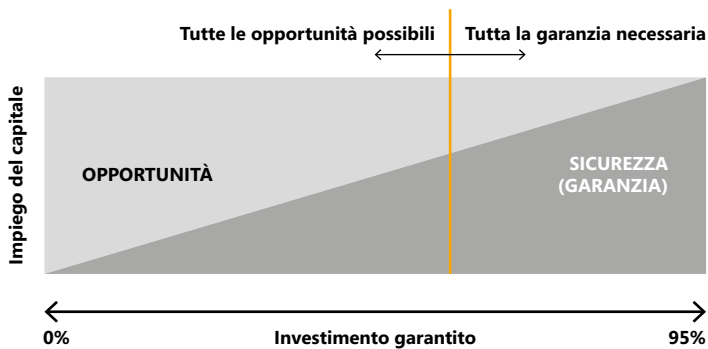 Tutte le opportunità possibili
Tutta la garanzia necessaria
Impiego del capitale
OPPORTUNITÀ
SICUREZZA
(GARANZIA)
0%
Investimento garantito
95%